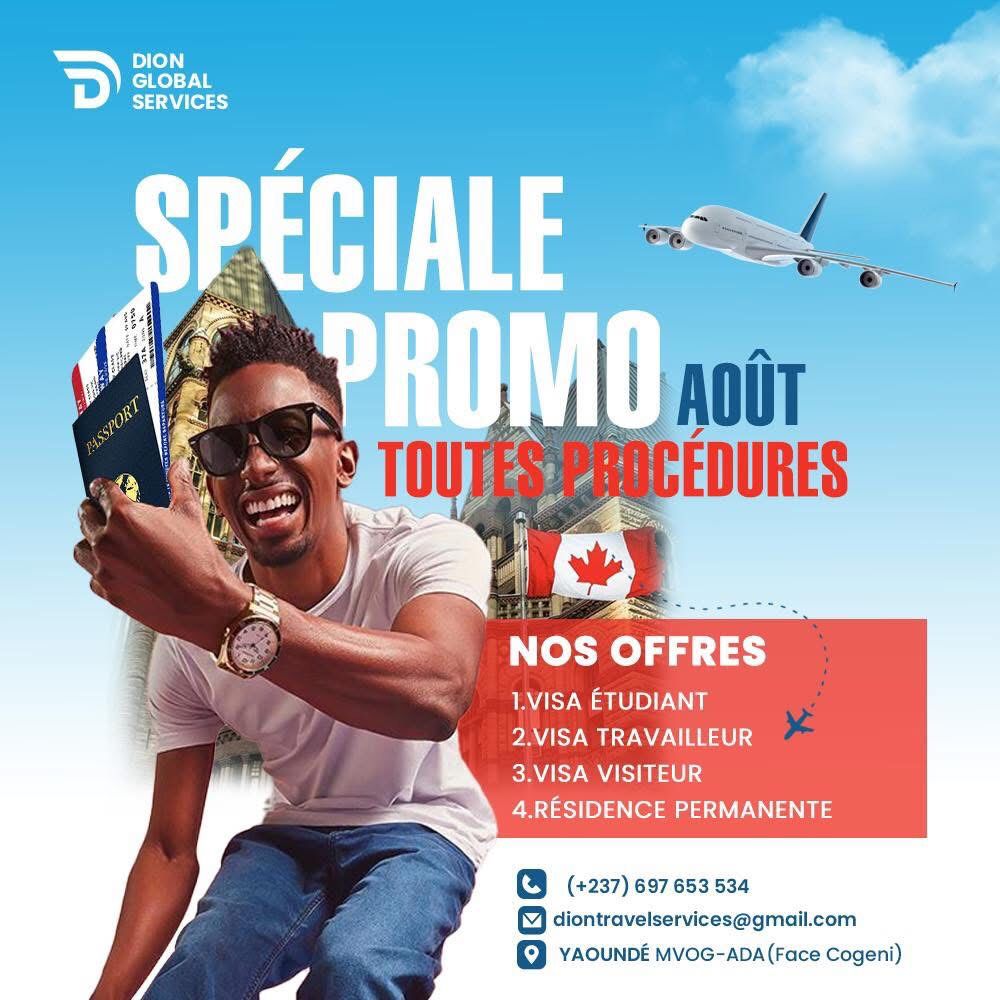 DION
GLOBAL
SERVICES
SPÉCIALE
PROMO AOÛT
TOUTES PROCÉDURES
PASSPORT
NOS OFFRES
1.VISA ÉTUDIANT
2.VISA TRAVAILLEUR
3.VISA VISITEUR
4.RÉSIDENCE PERMANENTE
(+237) 697 653 534
diontravelservices@gmail.com
YAOUNDÉ MVOG-ADA(Face Cogeni)